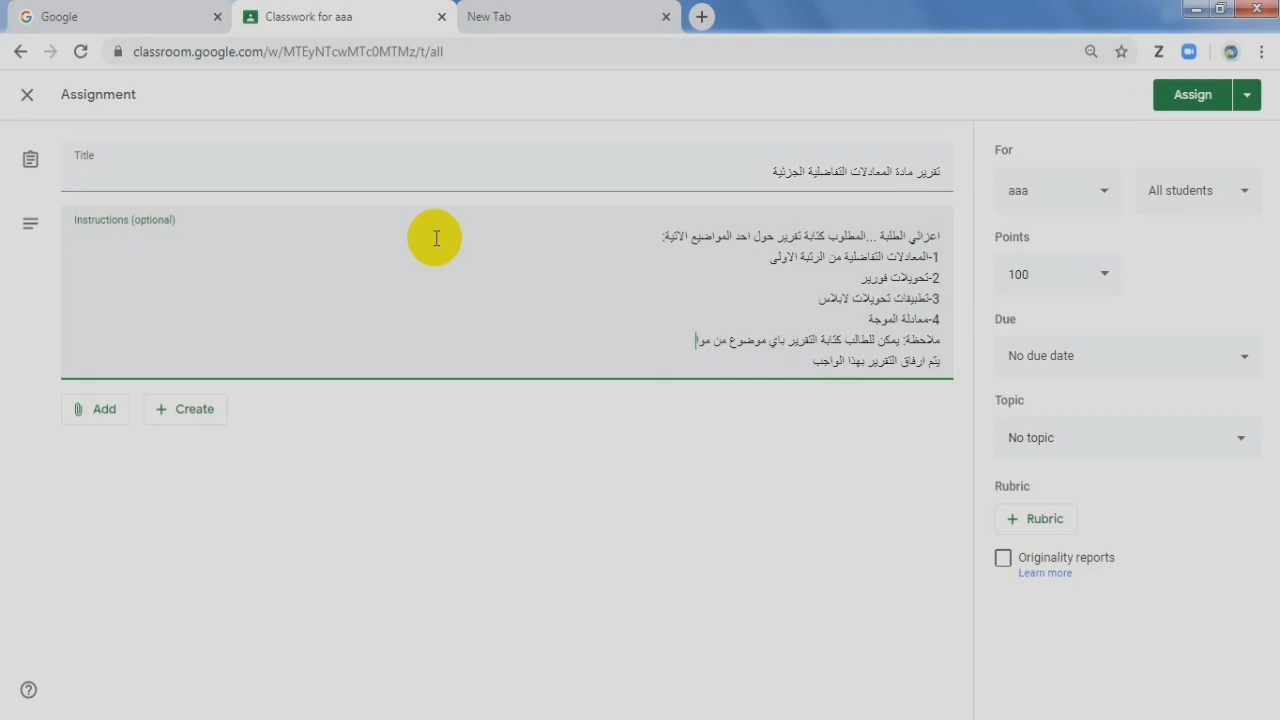 Google
Classwork for aaa
New Tab
classroom.google.com/w/MTEyNTcwMTc0MTMz/t/all
Z
Assignment
Assign
Title
تقرير مادة المعادلات التفاضلية الجزئية
Instructions (optional)
اعزائي الطلبة ...المطلوب كتابة تقرير حول احد المواضيع الاتية:
1-المعادلات التفاضلية من الرتبة الاولى
2-تحويلات فورير
3-تطبيقات تحويلات لابلاس
4-معادلة الموجة
ملاحظة: يمكن للطالب كتابة التقرير باي موضوع من موا
يتم ارفاق التقرير بهذا الواجب
Add
Create
For
aaa
All students
Points
100
Due
No due date
Topic
No topic
Rubric
Rubric
Originality reports
Learn more